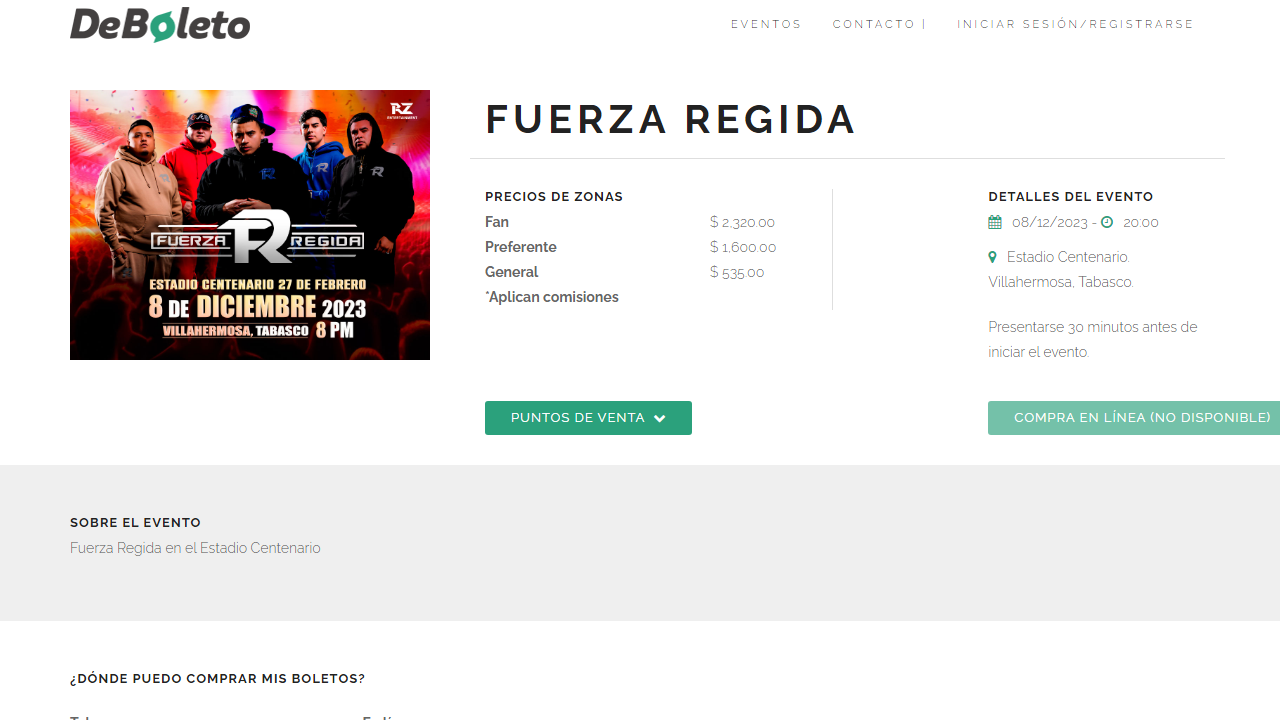 DeBoleto
EVENTOS
CONTACTO |
INICIAR SESIÓN/REGISTRARSE
RZ
ENTERTAINMENT
FUERZA R REGIDA
ESTADIO CENTENARIO 27 DE FEBRERO
8 DE DICIEMBRE 2023
VILLAHERMOSA, TABASCO 8 PM
FUERZA REGIDA
PRECIOS DE ZONAS
Fan $ 2,320.00
Preferente $ 1,600.00
General $ 535.00
*Aplican comisiones
DETALLES DEL EVENTO
08/12/2023 - 20:00
Estadio Centenario.
Villahermosa, Tabasco.
Presentarse 30 minutos antes de
iniciar el evento.
PUNTOS DE VENTA
COMPRA EN LÍNEA (NO DISPONIBLE)
SOBRE EL EVENTO
Fuerza Regida en el Estadio Centenario
¿DÓNDE PUEDO COMPRAR MIS BOLETOS?